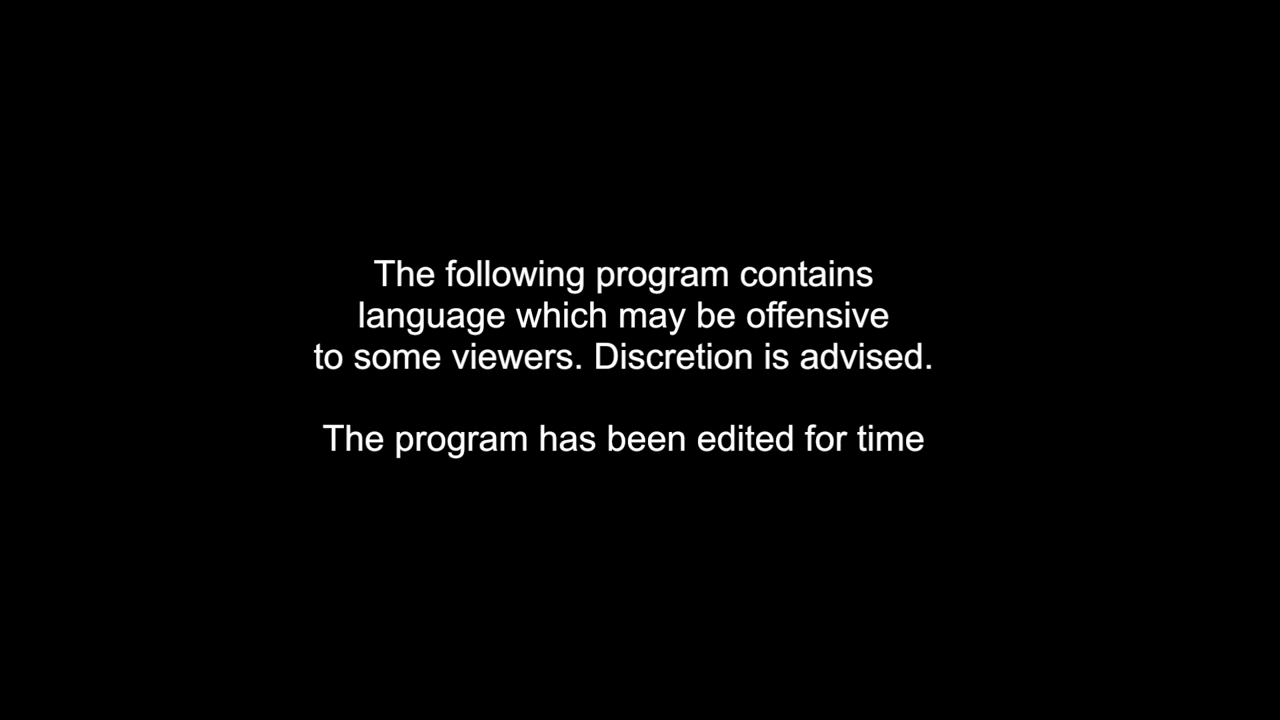 The following program contains
language which may be offensive
to some viewers. Discretion is advised.
The program has been edited for time